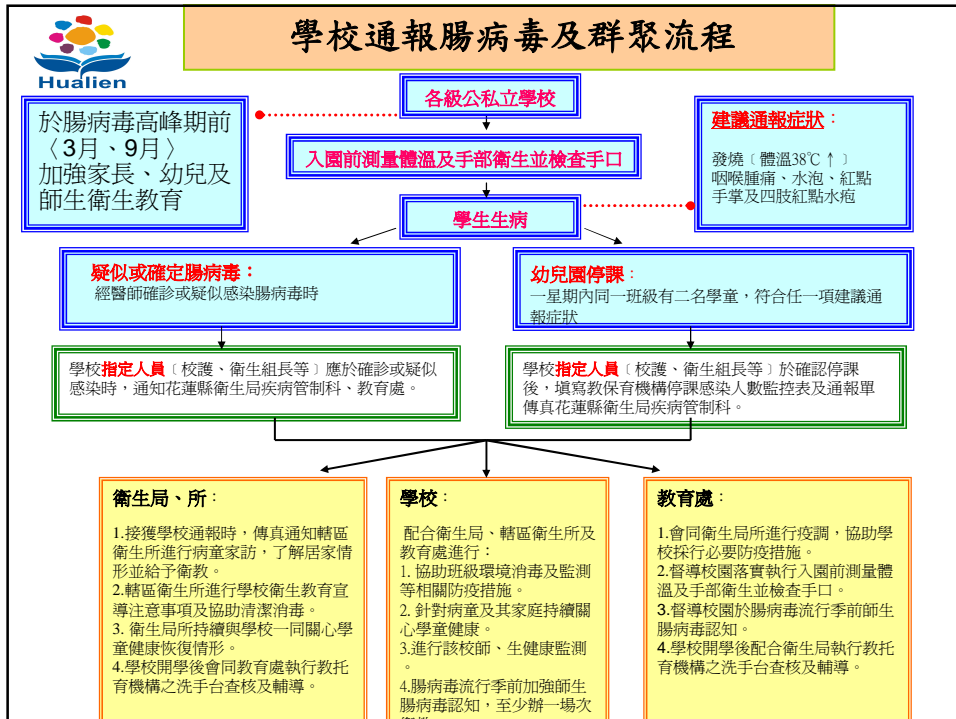 學校通報腸病毒及群聚流程
Hualien
各級公私立學校
於腸病毒高峰期前
〈3月、9月〉
加強家長、幼兒及
師生衛生教育
建議通報症狀：
發燒﹝體溫38℃ ↑ ﹞
咽喉腫痛、水泡、紅點
手掌及四肢紅點水疱
入園前測量體溫及手部衛生並檢查手口
學生生病
疑似或確定腸病毒：
經醫師確診或疑似感染腸病毒時
幼兒園停課：
一星期內同一班級有二名學童，符合任一項建議通
報症狀
學校指定人員﹝校護、衛生組長等﹞應於確診或疑似
感染時，通知花蓮縣衛生局疾病管制科、教育處。
學校指定人員﹝校護、衛生組長等﹞於確認停課
後，填寫教保育機構停課感染人數監控表及通報單
傳真花蓮縣衛生局疾病管制科。
衛生局、所：
1.接獲學校通報時，傳真通知轄區
衛生所進行病童家訪，了解居家情
形並給予衛教。
2.轄區衛生所進行學校衛生教育宣
導注意事項及協助清潔消毒。
3. 衛生局所持續與學校一同關心學
童健康恢復情形。
4.學校開學後會同教育處執行教托
育機構之洗手台查核及輔導。
學校：
配合衛生局、轄區衛生所及
教育處進行：
1. 協助班級環境消毒及監測
等相關防疫措施。
2. 針對病童及其家庭持續關
心學童健康。
3.進行該校師、生健康監測
。
4.腸病毒流行季前加強師生
腸病毒認知，至少辦一場次
教育處：
1.會同衛生局所進行疫調，協助學
校採行必要防疫措施。
2.督導校園落實執行入園前測量體
溫及手部衛生並檢查手口。
3.督導校園於腸病毒流行季前師生
腸病毒認知。
4.學校開學後配合衛生局執行教托
育機構之洗手台查核及輔導。